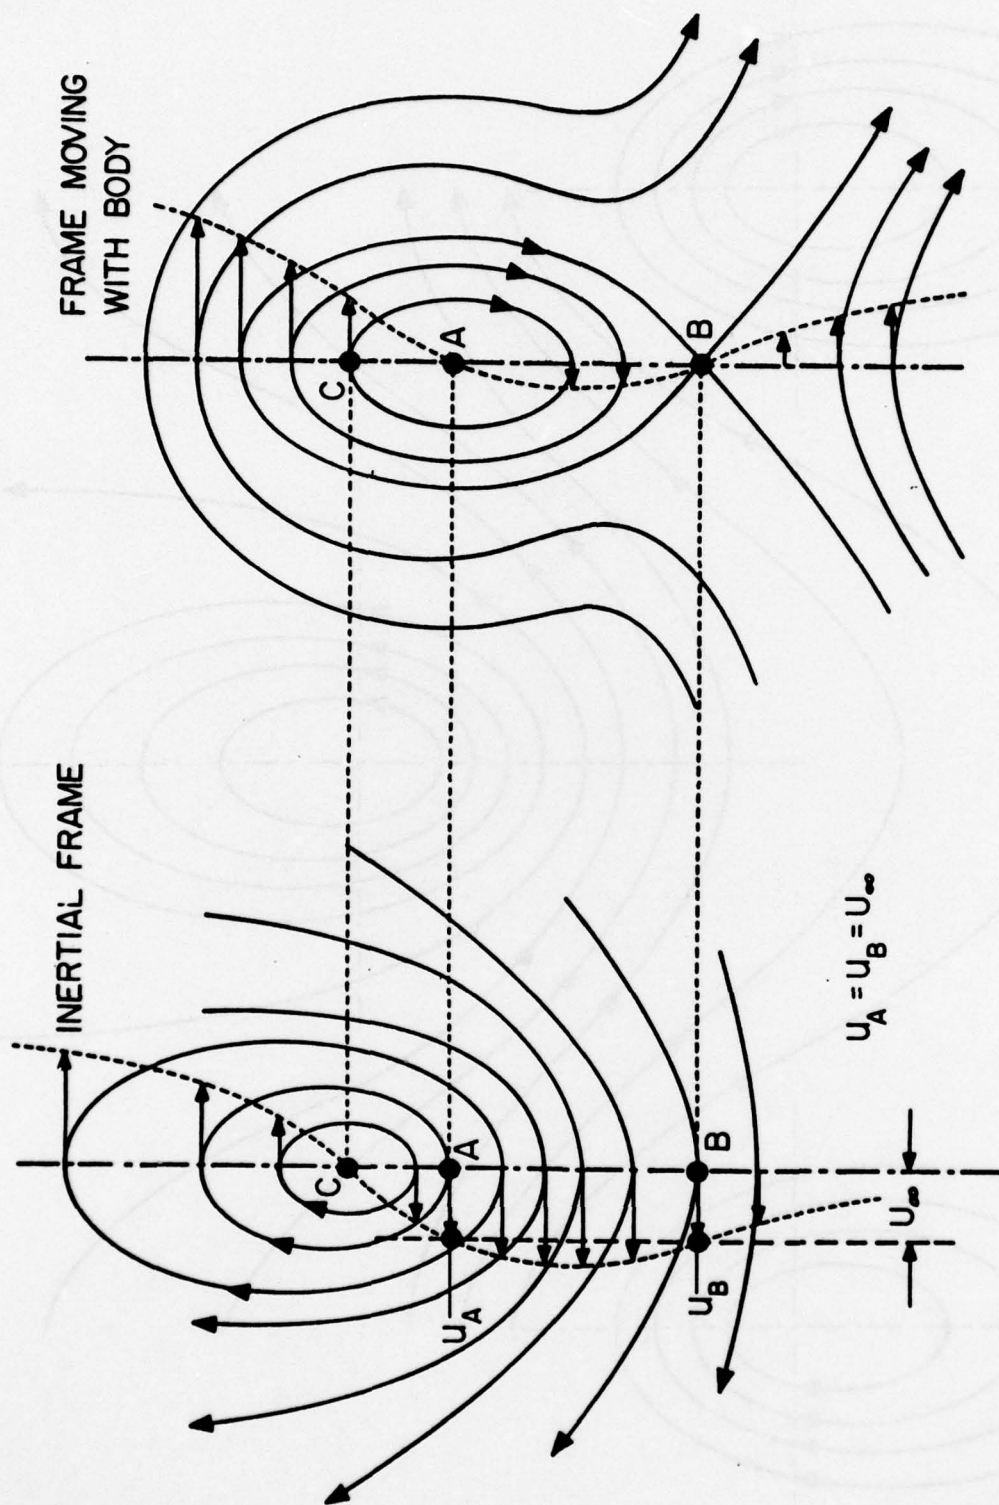 INERTIAL FRAME
C
A
u_A
B
u_B
U_∞
u_A = u_B = U_∞
FRAME MOVING
WITH BODY
C
A
B